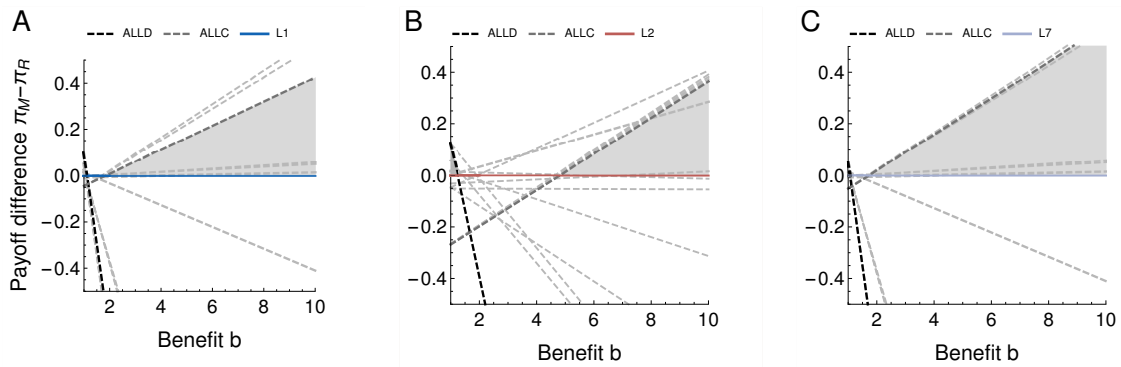 A
ALLD ALLC L1
Payoff difference πM−πR
0.4
0.2
0.0
−0.2
−0.4
2 4 6 8 10
Benefit b
B
ALLD ALLC L2
0.4
0.2
0.0
−0.2
−0.4
2 4 6 8 10
Benefit b
C
ALLD ALLC L7
0.4
0.2
0.0
−0.2
−0.4
2 4 6 8 10
Benefit b